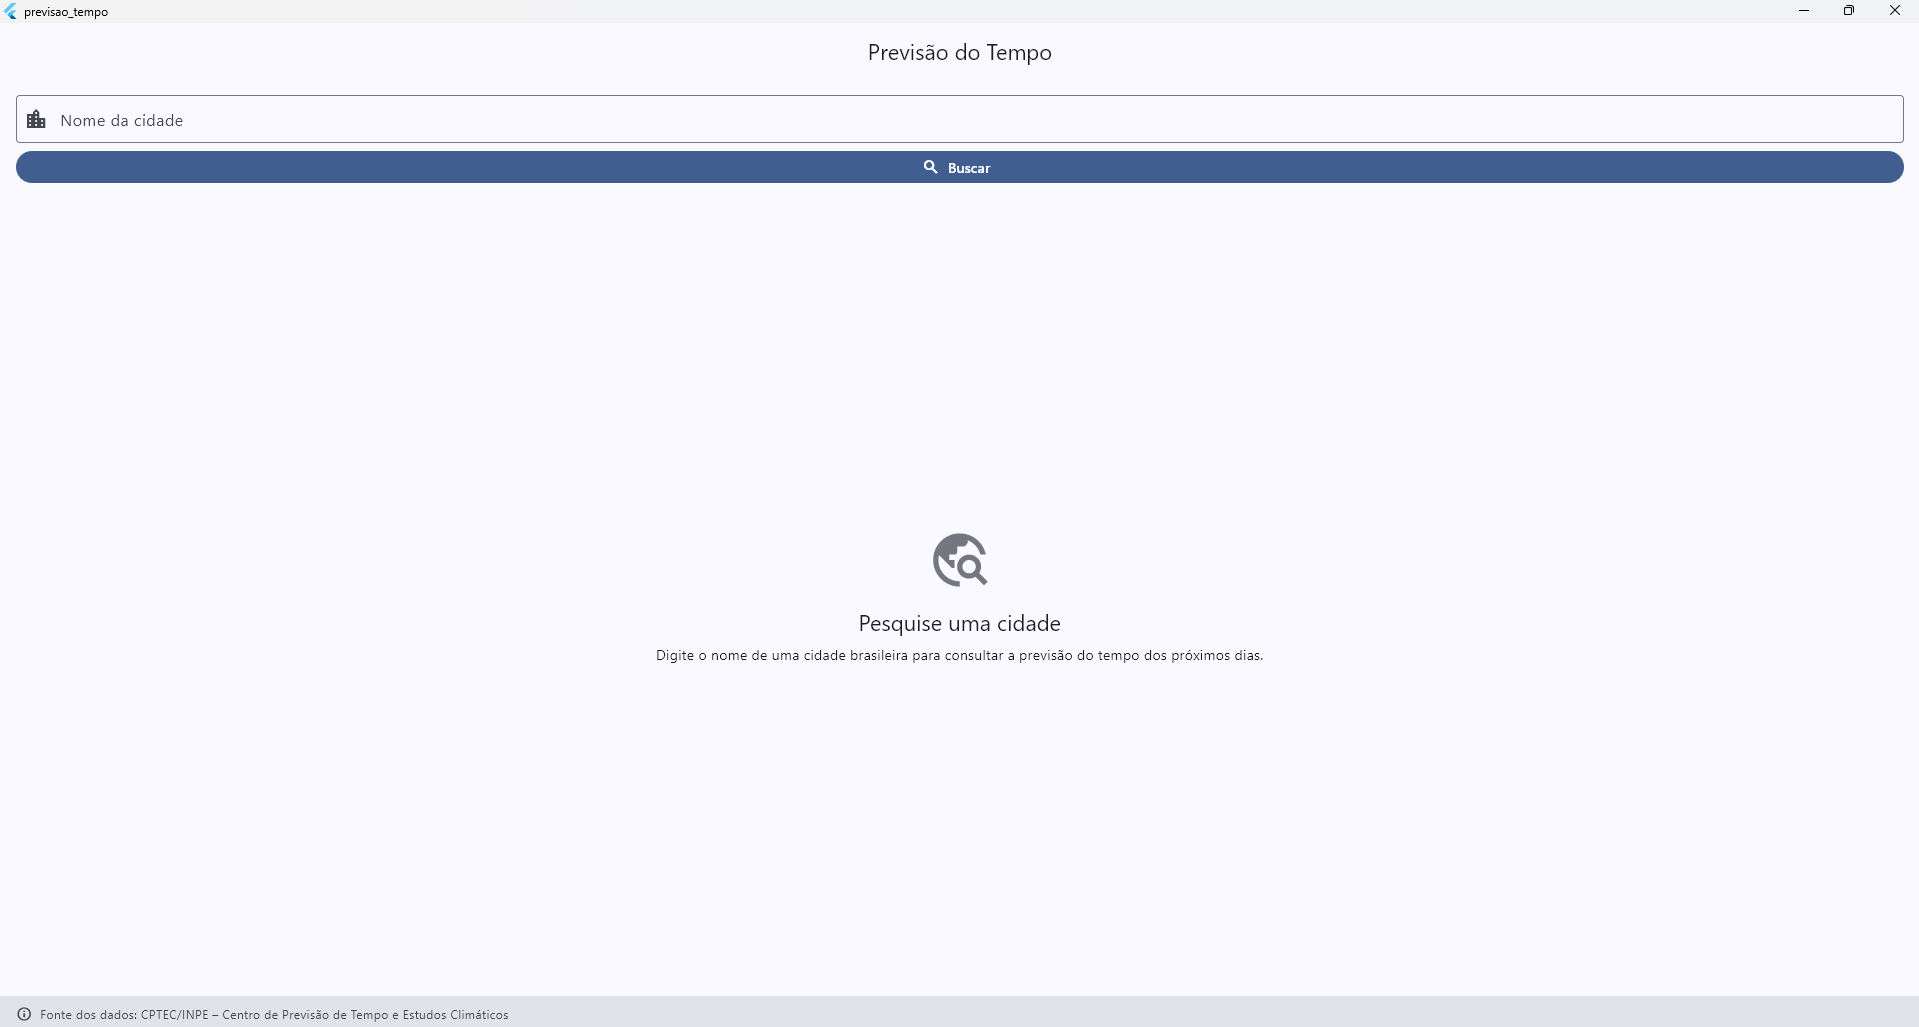 previsao_tempo
Previsão do Tempo
Nome da cidade
Buscar
Pesquise uma cidade
Digite o nome de uma cidade brasileira para consultar a previsão do tempo dos próximos dias.
Fonte dos dados: CPTEC/INPE – Centro de Previsão de Tempo e Estudos Climáticos